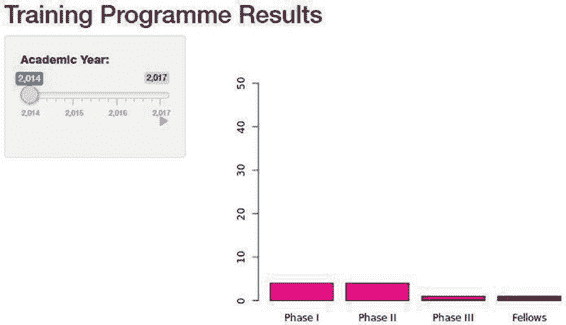 Training Programme Results
Academic Year:
2,014 2,017
2,014 2,015 2,016 2,017
50
40
30
20
10
0
Phase I Phase II Phase III Fellows